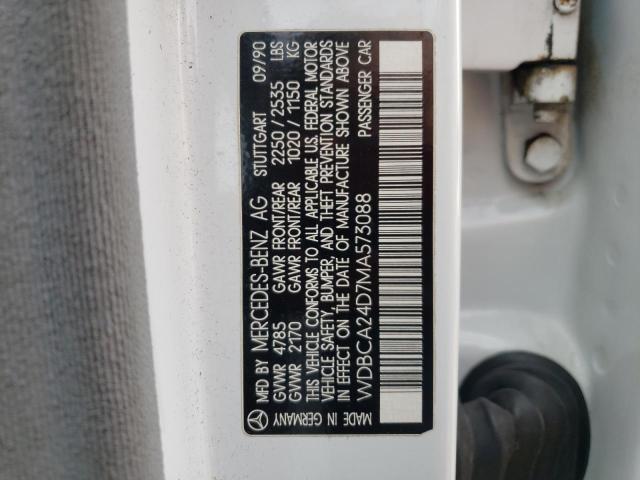 MFD BY MERCEDES-BENZ AG STUTTGART 09/90
GVWR 4785 GAWR FRONT/REAR 2250 / 2535 LBS
GVWR 2170 GAWR FRONT/REAR 1020 / 1150 KG
THIS VEHICLE CONFORMS TO ALL APPLICABLE U.S. FEDERAL MOTOR
VEHICLE SAFETY, BUMPER, AND THEFT PREVENTION STANDARDS
IN EFFECT ON THE DATE OF MANUFACTURE SHOWN ABOVE
WDBCA24D7MA573088 PASSENGER CAR
MADE IN GERMANY